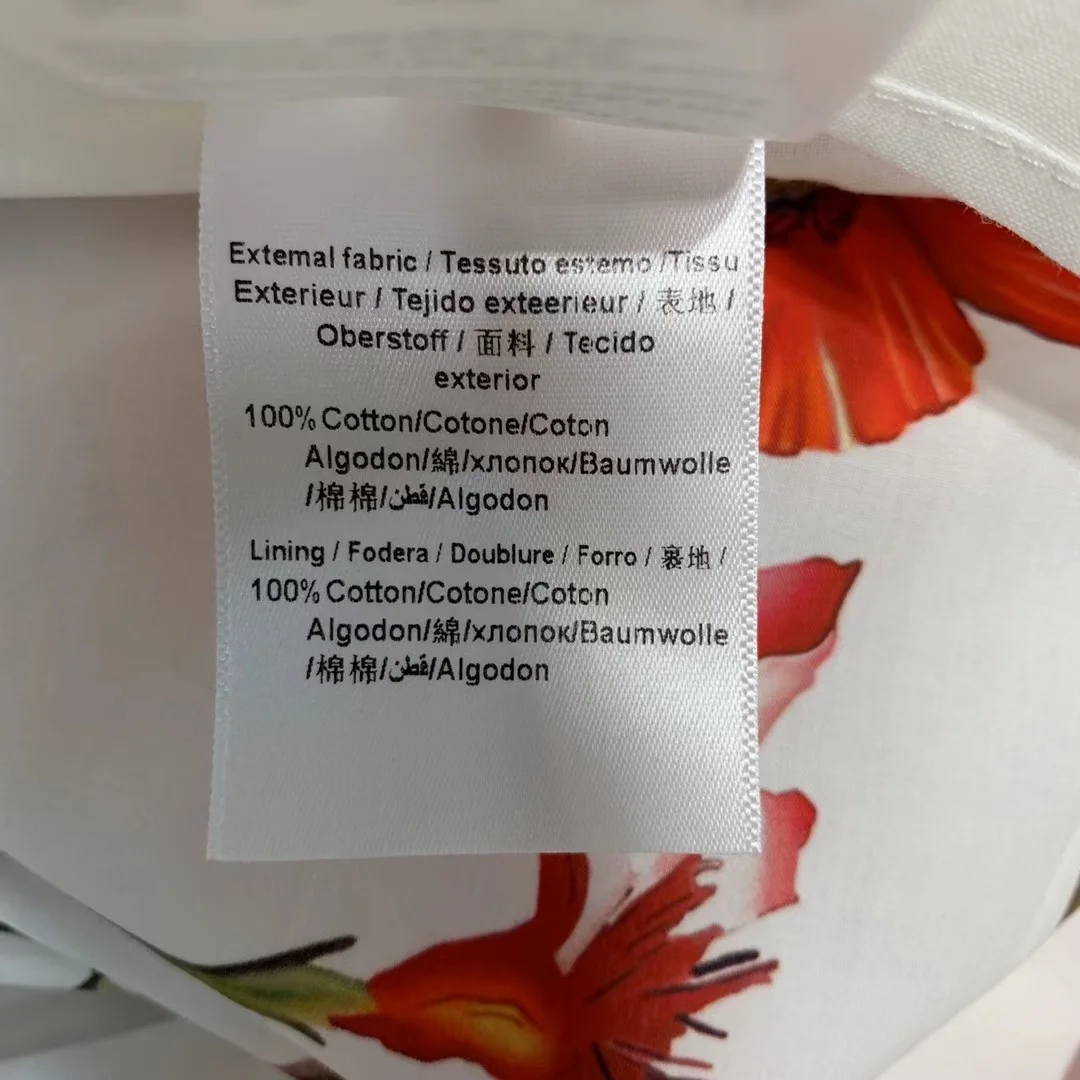 Extemal fabric / Tessuto estemo /Tissu
Exterieur / Tejido exteerieur / 表地 /
Oberstoff / 面料 / Tecido
exterior
100% Cotton/Cotone/Coton
Algodon/綿/хлопок/Baumwolle
/棉棉/قطن/Algodon
Lining / Fodera / Doublure / Forro / 裏地 /
100% Cotton/Cotone/Coton
Algodon/綿/хлопок/Baumwolle
/棉棉/قطن/Algodon